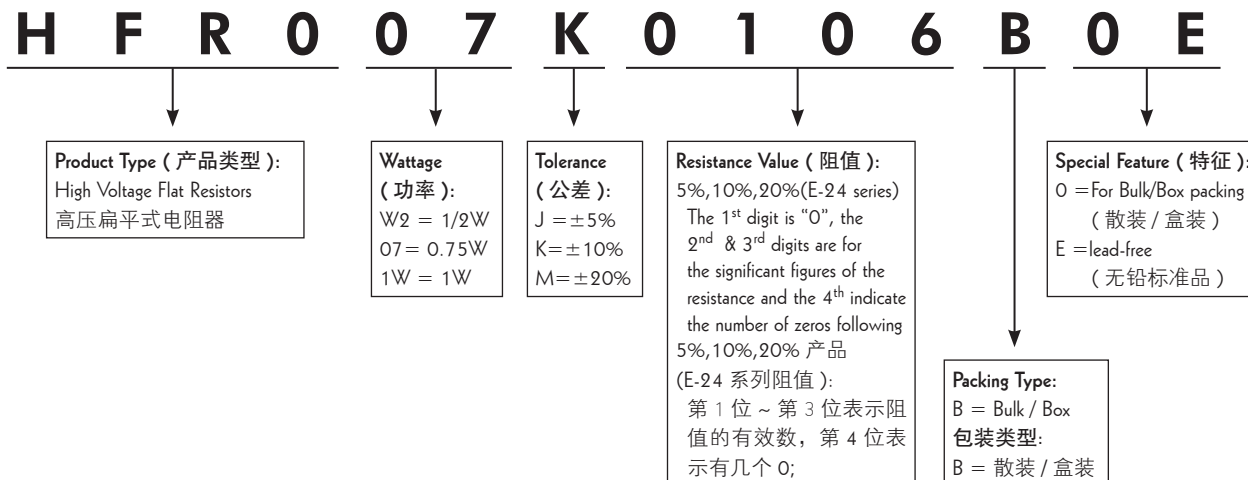 H F R 0 0 7 K 0 1 0 6 B 0 E
Product Type ( 产品类型 ):
High Voltage Flat Resistors
高压扁平式电阻器
Wattage
( 功率 ):
W2 = 1/2W
07= 0.75W
1W = 1W
Tolerance
( 公差 ):
J =±5%
K=±10%
M=±20%
Resistance Value ( 阻值 ):
5%,10%,20%(E-24 series)
The 1st digit is “0”, the
2nd & 3rd digits are for
the significant figures of the
resistance and the 4th indicate
the number of zeros following
5%,10%,20% 产品
(E-24 系列阻值 ):
第 1 位 ~ 第 3 位表示阻
值的有效数，第 4 位表
示有几个 0;
Packing Type:
B = Bulk / Box
包装类型:
B = 散装 / 盒装
Special Feature ( 特征 ):
0 =For Bulk/Box packing
( 散装 / 盒装 )
E =lead-free
( 无铅标准品 )